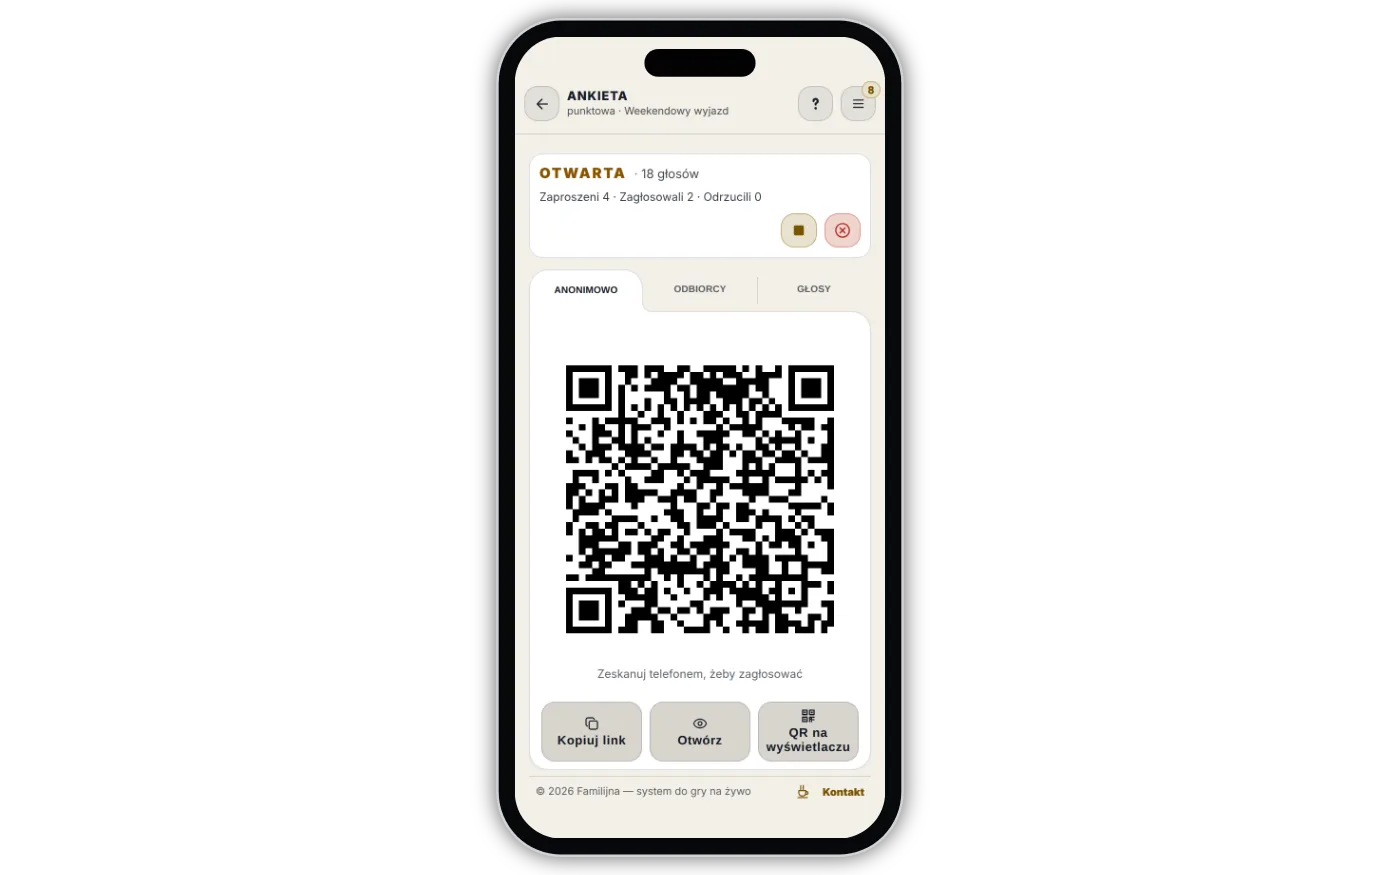 ANKIETA
punktowa · Weekendowy wyjazd
?
8
OTWARTA · 18 głosów
Zaproszeni 4 · Zagłosowali 2 · Odrzucili 0
ANONIMOWO
ODBIORCY
GŁOSY
Zeskanuj telefonem, żeby zagłosować
Kopiuj link
Otwórz
QR na
wyświetlaczu
© 2026 Familijna — system do gry na żywo
Kontakt